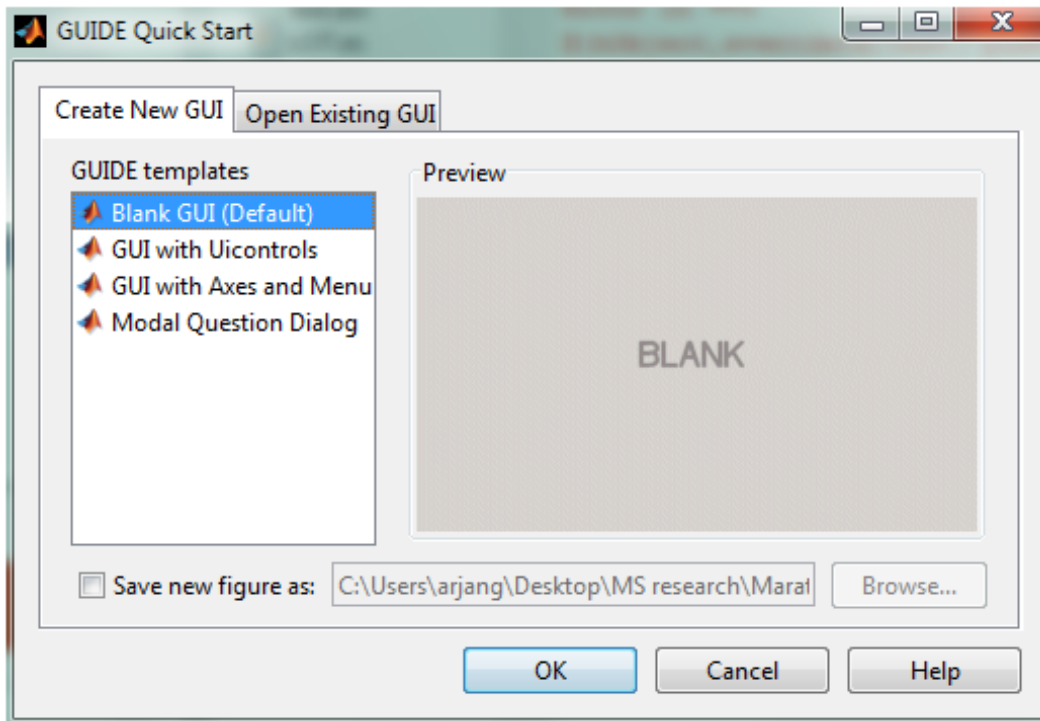 GUIDE Quick Start
Create New GUI
Open Existing GUI
GUIDE templates
Blank GUI (Default)
GUI with Uicontrols
GUI with Axes and Menu
Modal Question Dialog
Preview
BLANK
Save new figure as:
C:\Users\arjang\Desktop\MS research\Marat
Browse...
OK
Cancel
Help